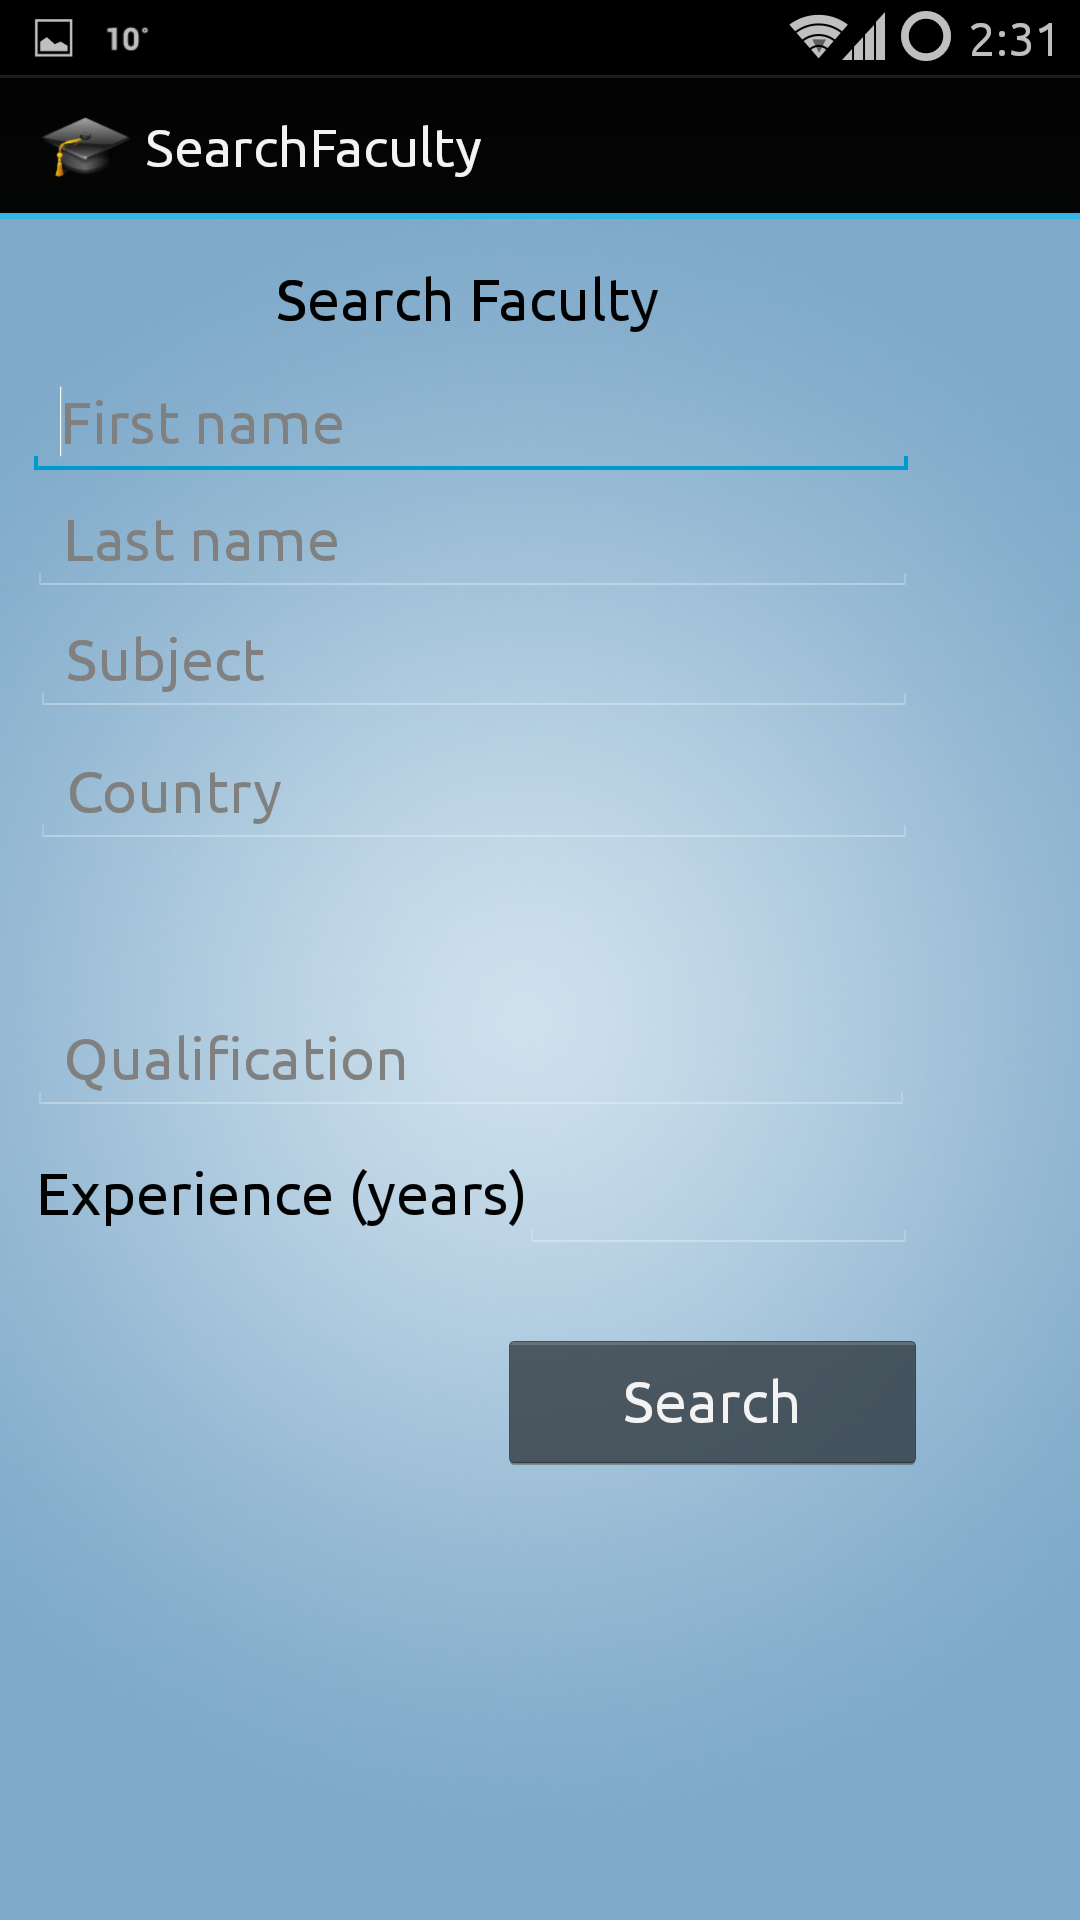 10° 2:31
SearchFaculty
Search Faculty
First name
Last name
Subject
Country
Qualification
Experience (years)
Search